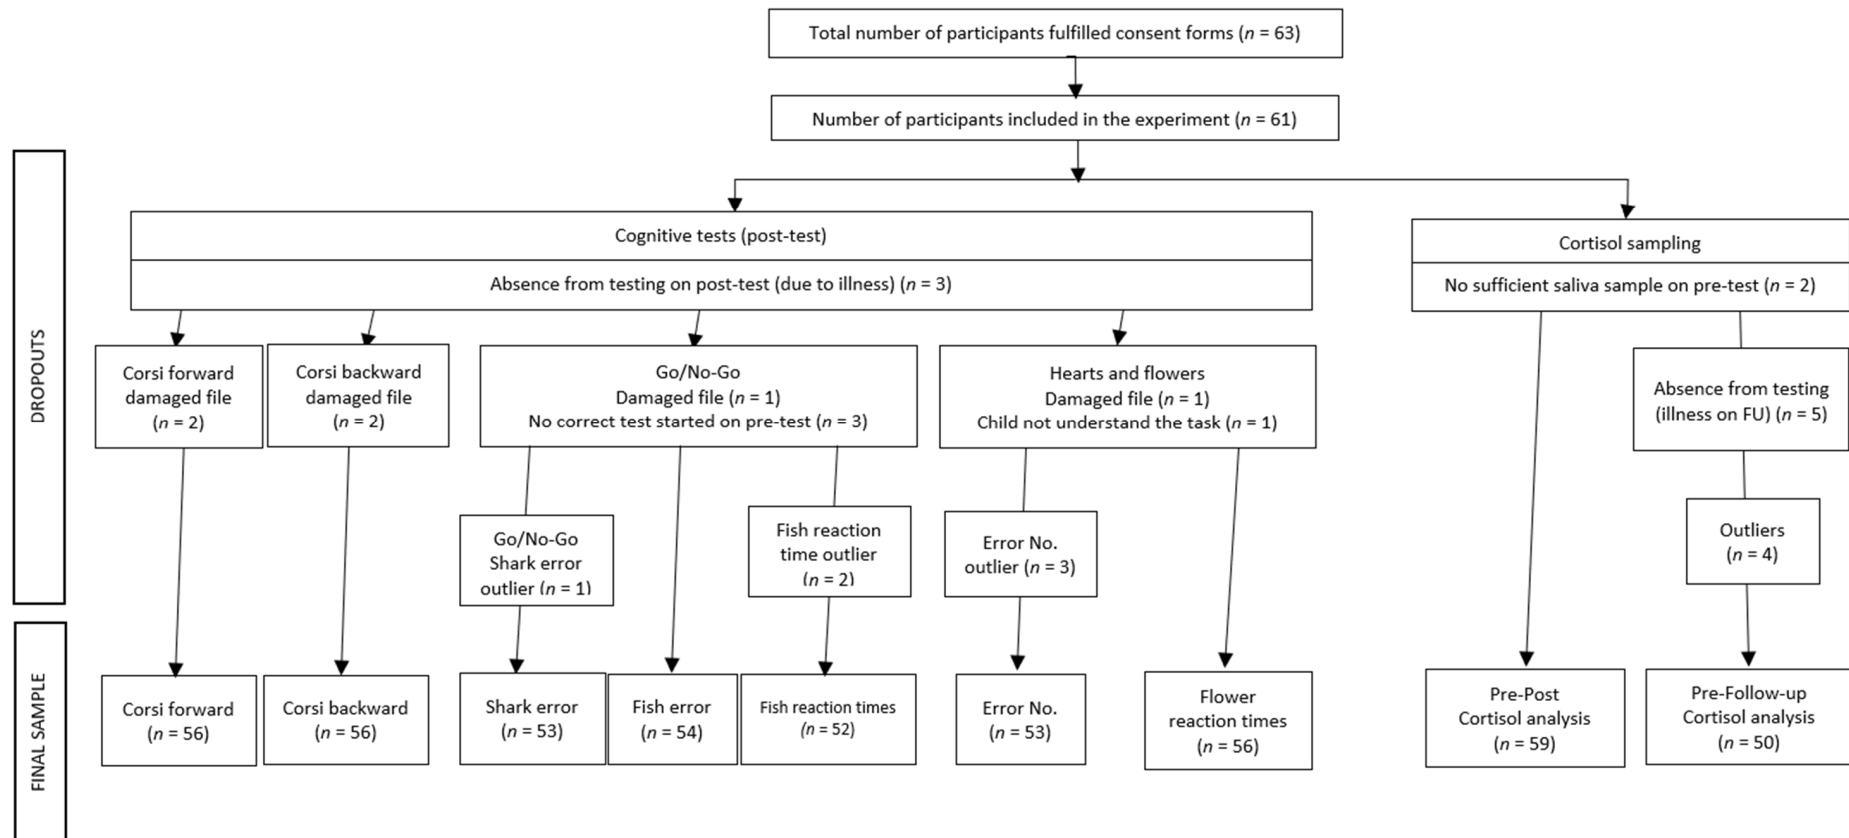 Total number of participants fulfilled consent forms (n = 63)
Number of participants included in the experiment (n = 61)
DROPOUTS
Cognitive tests (post-test)
Absence from testing on post-test (due to illness) (n = 3)
Cortisol sampling
No sufficient saliva sample on pre-test (n = 2)
Corsi forward
damaged file
(n = 2)
Corsi backward
damaged file
(n = 2)
Go/No-Go
Damaged file (n = 1)
No correct test started on pre-test (n = 3)
Hearts and flowers
Damaged file (n = 1)
Child not understand the task (n = 1)
Absence from testing
(illness on FU) (n = 5)
Go/No-Go
Shark error
outlier (n = 1)
Fish reaction
time outlier
(n = 2)
Error No.
outlier (n = 3)
Outliers
(n = 4)
FINAL SAMPLE
Corsi forward
(n = 56)
Corsi backward
(n = 56)
Shark error
(n = 53)
Fish error
(n = 54)
Fish reaction times
(n = 52)
Error No.
(n = 53)
Flower
reaction times
(n = 56)
Pre-Post
Cortisol analysis
(n = 59)
Pre-Follow-up
Cortisol analysis
(n = 50)